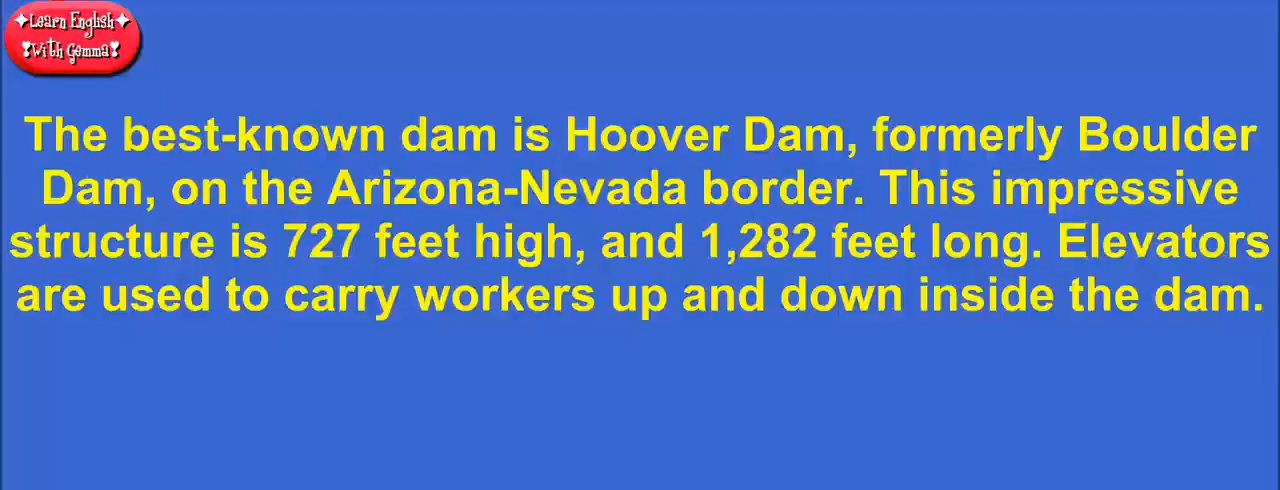 ✦Learn English✦
❣With Gemma❣
The best-known dam is Hoover Dam, formerly Boulder
Dam, on the Arizona-Nevada border. This impressive
structure is 727 feet high, and 1,282 feet long. Elevators
are used to carry workers up and down inside the dam.